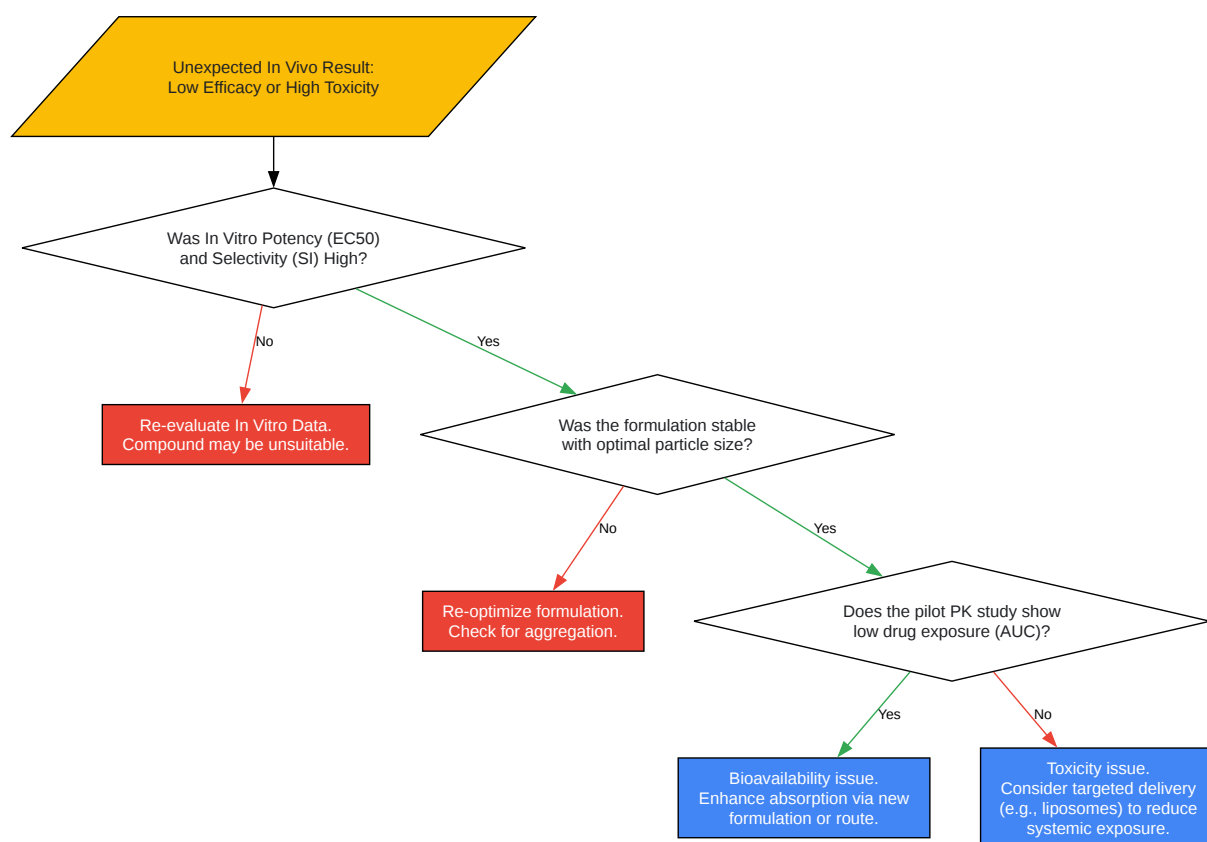 Unexpected In Vivo Result:
Low Efficacy or High Toxicity
Was In Vitro Potency (EC50)
and Selectivity (SI) High?
No
Yes
Re-evaluate In Vitro Data.
Compound may be unsuitable.
Was the formulation stable
with optimal particle size?
No
Yes
Re-optimize formulation.
Check for aggregation.
Does the pilot PK study show
low drug exposure (AUC)?
Yes
No
Bioavailability issue.
Enhance absorption via new
formulation or route.
Toxicity issue.
Consider targeted delivery
(e.g., liposomes) to reduce
systemic exposure.